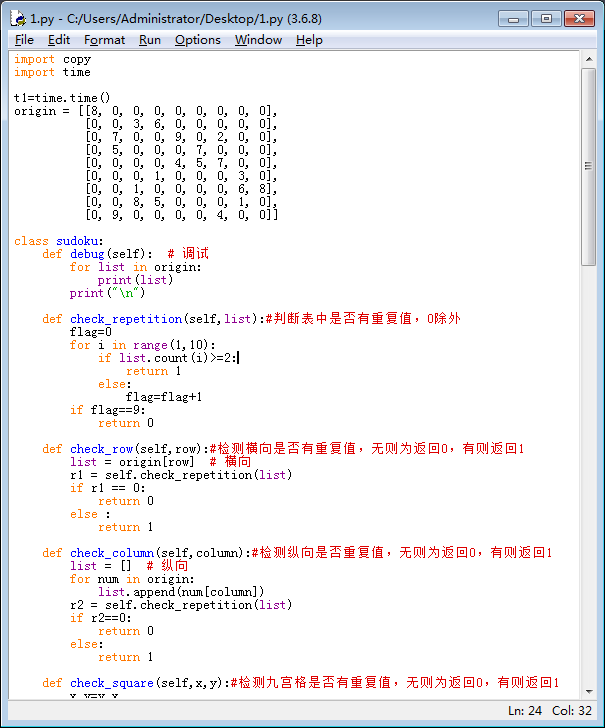 1.py - C:/Users/Administrator/Desktop/1.py (3.6.8)
File Edit Format Run Options Window Help
import copy
import time
t1=time.time()
origin = [[8, 0, 0, 0, 0, 0, 0, 0, 0],
[0, 0, 3, 6, 0, 0, 0, 0, 0],
[0, 7, 0, 0, 9, 0, 2, 0, 0],
[0, 5, 0, 0, 0, 7, 0, 0, 0],
[0, 0, 0, 0, 4, 5, 7, 0, 0],
[0, 0, 0, 1, 0, 0, 0, 3, 0],
[0, 0, 1, 0, 0, 0, 0, 6, 8],
[0, 0, 8, 5, 0, 0, 0, 1, 0],
[0, 9, 0, 0, 0, 0, 4, 0, 0]]
class sudoku:
def debug(self): # 调试
for list in origin:
print(list)
print("\n")
def check_repetition(self,list):#判断表中是否有重复值，0除外
flag=0
for i in range(1,10):
if list.count(i)>=2:
return 1
else:
flag=flag+1
if flag==9:
return 0
def check_row(self,row):#检测横向是否有重复值，无则为返回0，有则返回1
list = origin[row] # 横向
r1 = self.check_repetition(list)
if r1 == 0:
return 0
else :
return 1
def check_column(self,column):#检测纵向是否重复值，无则为返回0，有则返回1
list = [] # 纵向
for num in origin:
list.append(num[column])
r2 = self.check_repetition(list)
if r2==0:
return 0
else:
return 1
def check_square(self,x,y):#检测九宫格是否有重复值，无则为返回0，有则返回1
x,y=y,x
Ln: 24 Col: 32